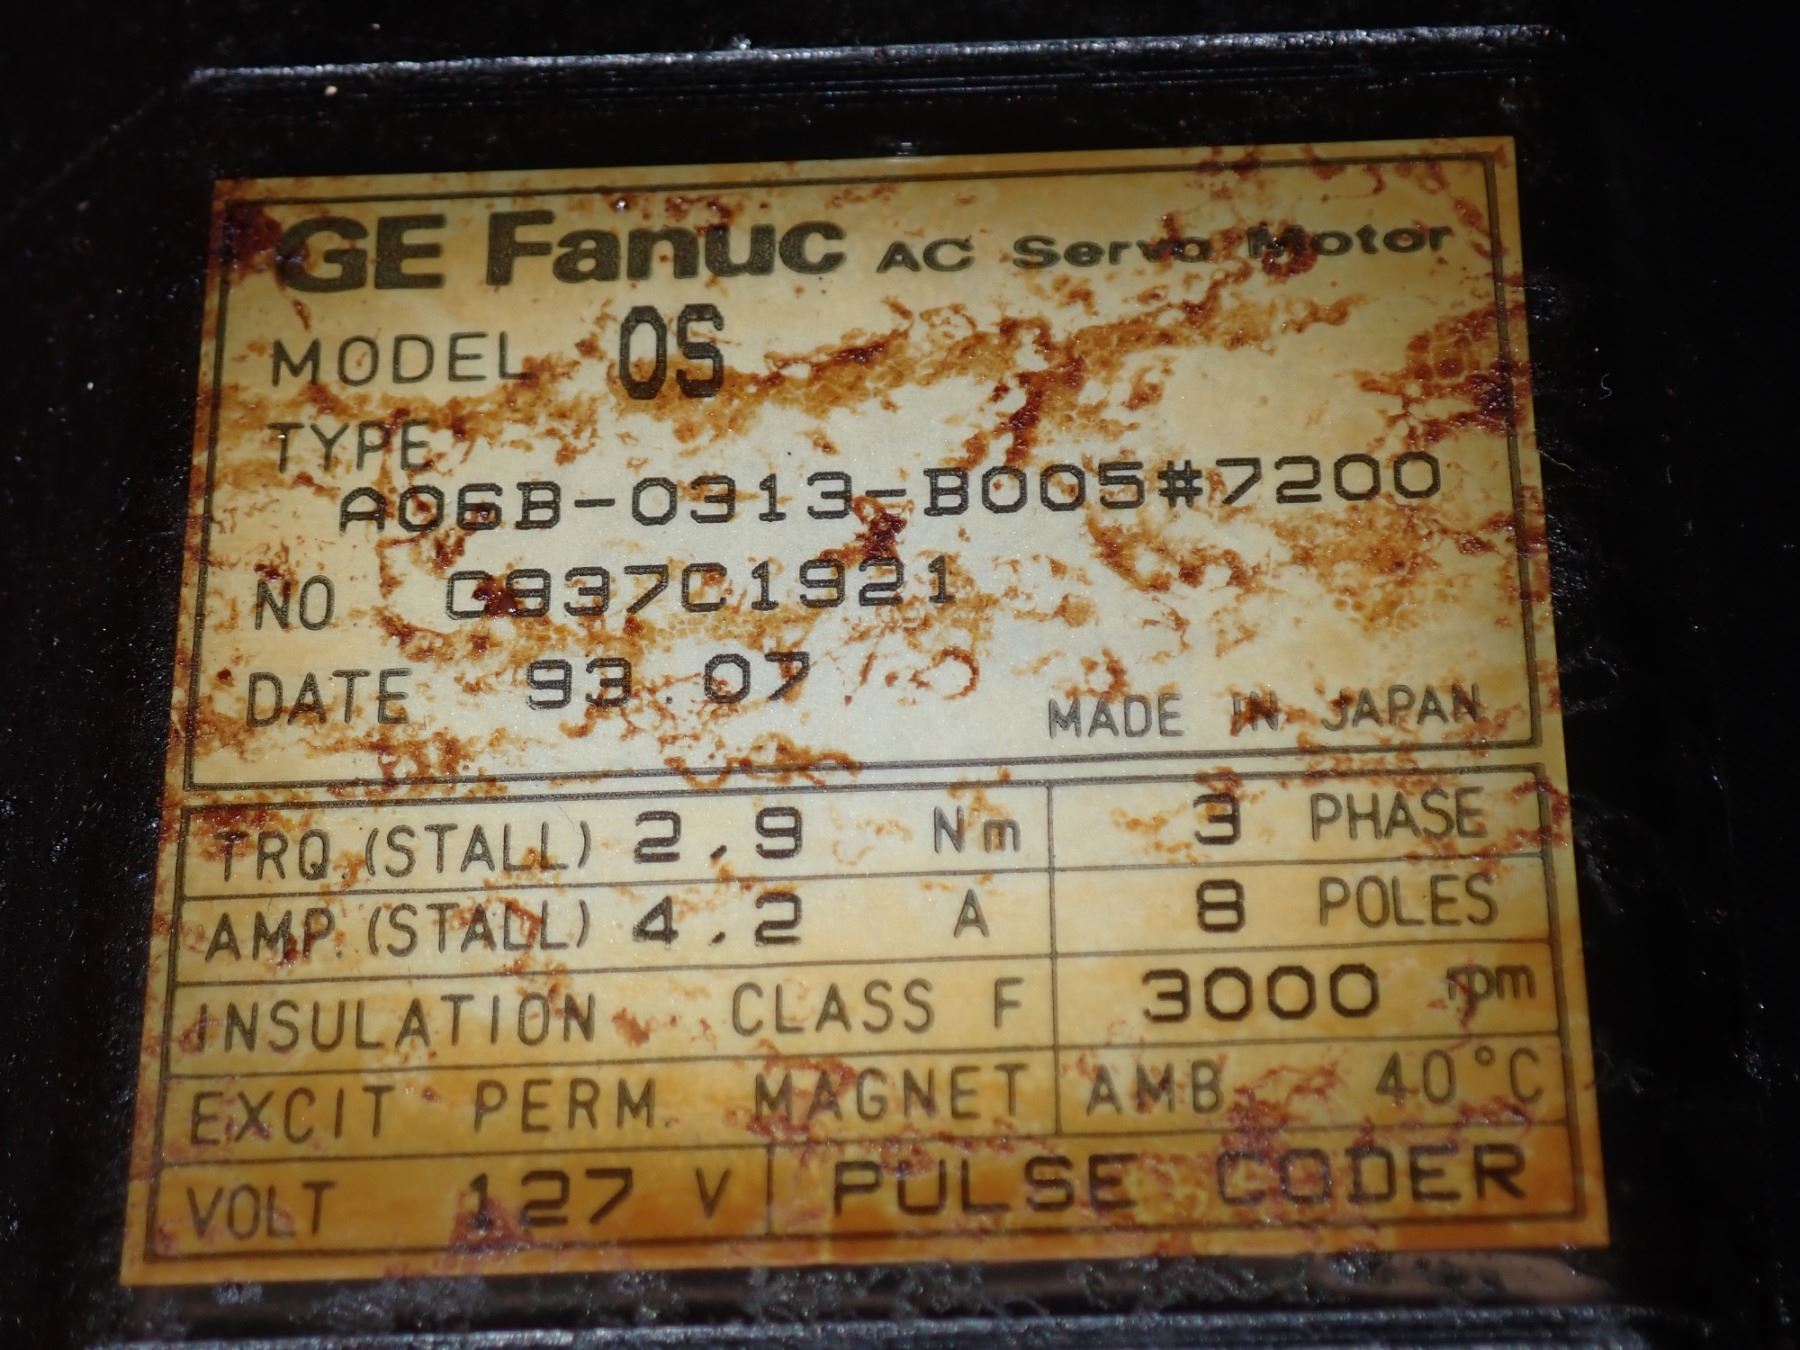 GE Fanuc AC Servo Motor
MODEL 0S
TYPE
A06B-0313-B005#7200
NO C937C1921
DATE 93.07
MADE IN JAPAN
TRQ.(STALL) 2.9 Nm 3 PHASE
AMP.(STALL) 4.2 A 8 POLES
INSULATION CLASS F 3000 rpm
EXCIT PERM. MAGNET AMB 40°C
VOLT 127 V PULSE CODER